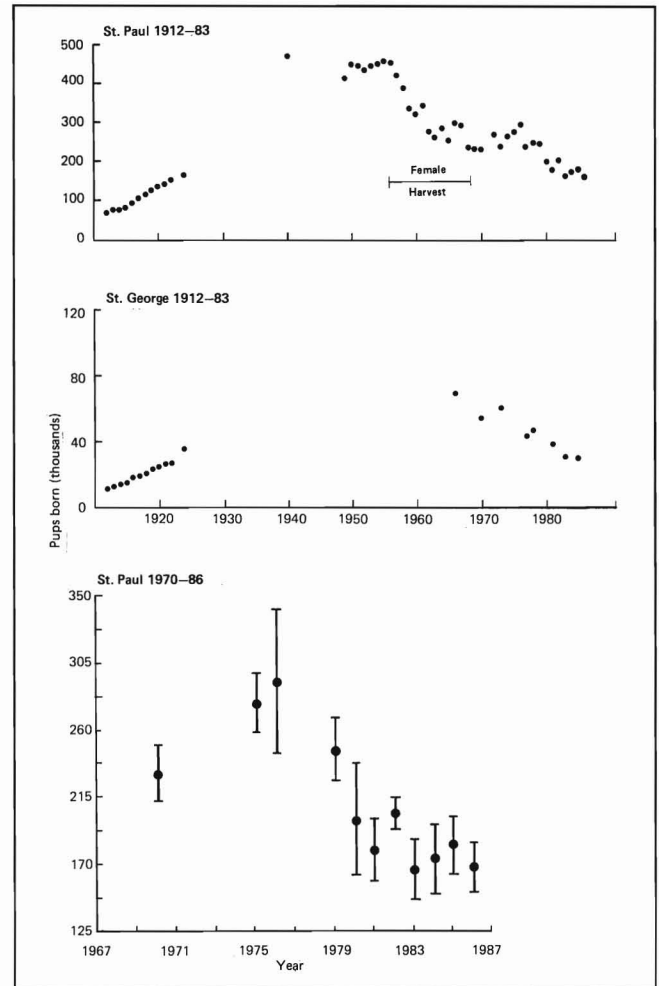 St. Paul 1912—83
500
400
300
200
100
0
Female
Harvest
St. George 1912—83
120
80
40
0
1920 1930 1940 1950 1960 1970 1980
Pups born (thousands)
St. Paul 1970—86
350
305
260
215
170
125
1967 1971 1975 1979 1983 1987
Year